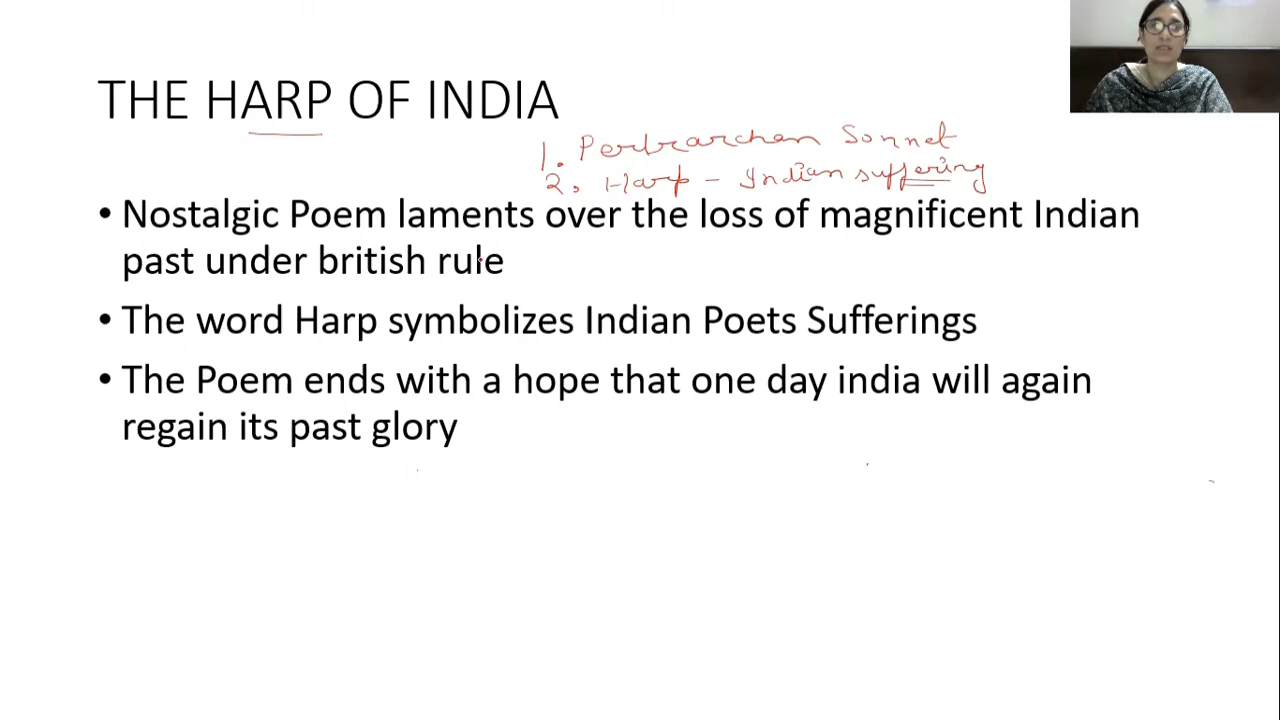 THE HARP OF INDIA
1. Pertrarchan Sonnet
2. Harp - Indian suffering
• Nostalgic Poem laments over the loss of magnificent Indian
past under british rule
• The word Harp symbolizes Indian Poets Sufferings
• The Poem ends with a hope that one day india will again
regain its past glory